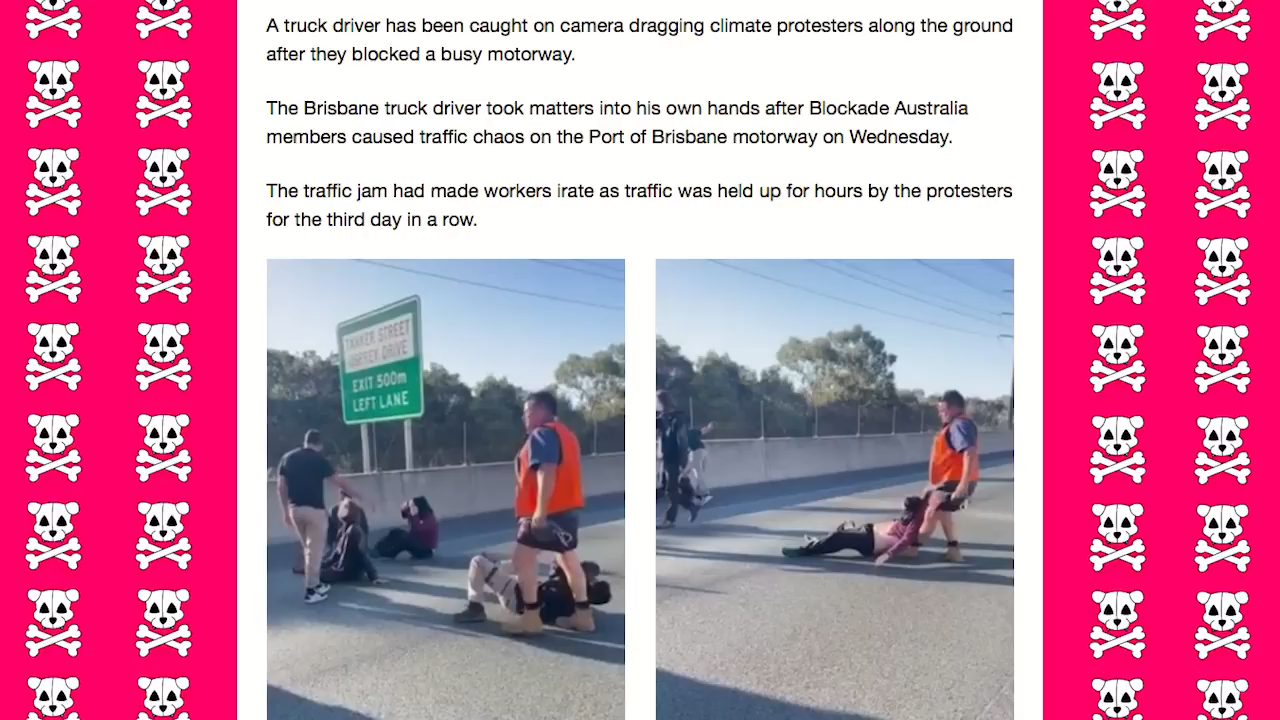 A truck driver has been caught on camera dragging climate protesters along the ground
after they blocked a busy motorway.
The Brisbane truck driver took matters into his own hands after Blockade Australia
members caused traffic chaos on the Port of Brisbane motorway on Wednesday.
The traffic jam had made workers irate as traffic was held up for hours by the protesters
for the third day in a row.
TANKER STREET
DRIVE
EXIT 500m
LEFT LANE